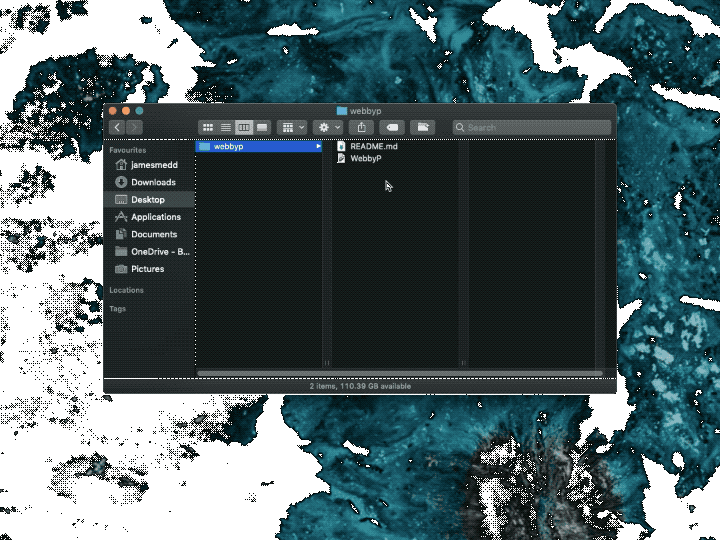 webbyp
Search
Favourites
jamesmedd
Downloads
Desktop
Applications
Documents
OneDrive - B...
Pictures
Locations
Tags
webbyp
README.md
WebbyP
2 items, 110.39 GB available